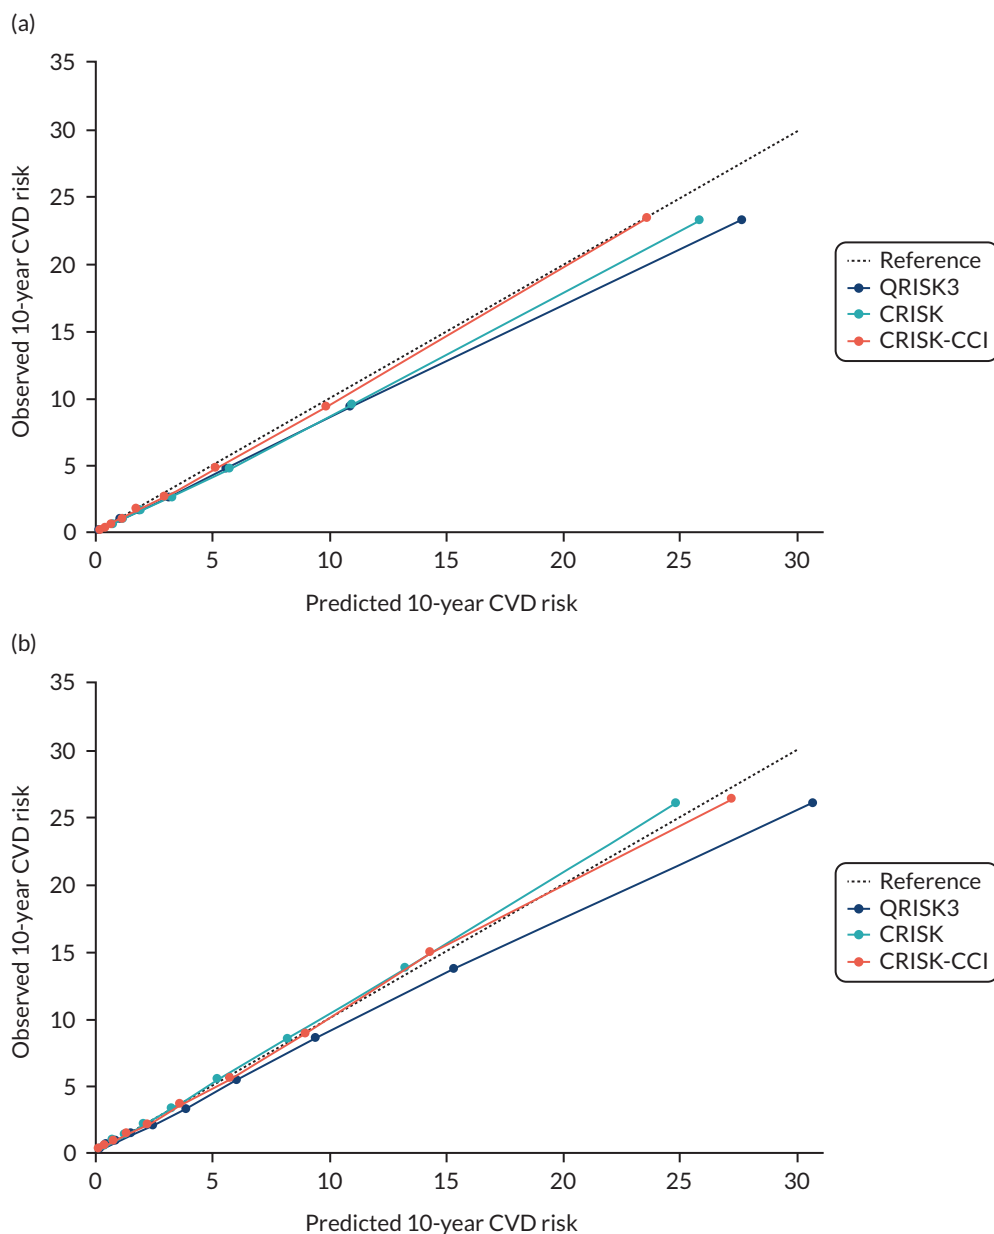 (a)
35
30
25
20
15
10
5
0
Observed 10-year CVD risk
0 5 10 15 20 25 30
Predicted 10-year CVD risk
Reference
QRISK3
CRISK
CRISK-CCI
(b)
35
30
25
20
15
10
5
0
Observed 10-year CVD risk
0 5 10 15 20 25 30
Predicted 10-year CVD risk
Reference
QRISK3
CRISK
CRISK-CCI